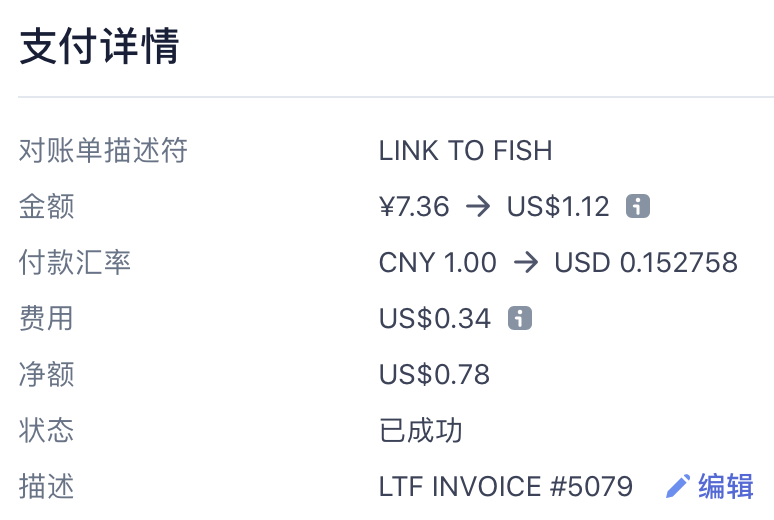 支付详情
对账单描述符 LINK TO FISH
金额 ¥7.36 → US$1.12
付款汇率 CNY 1.00 → USD 0.152758
费用 US$0.34
净额 US$0.78
状态 已成功
描述 LTF INVOICE #5079 编辑